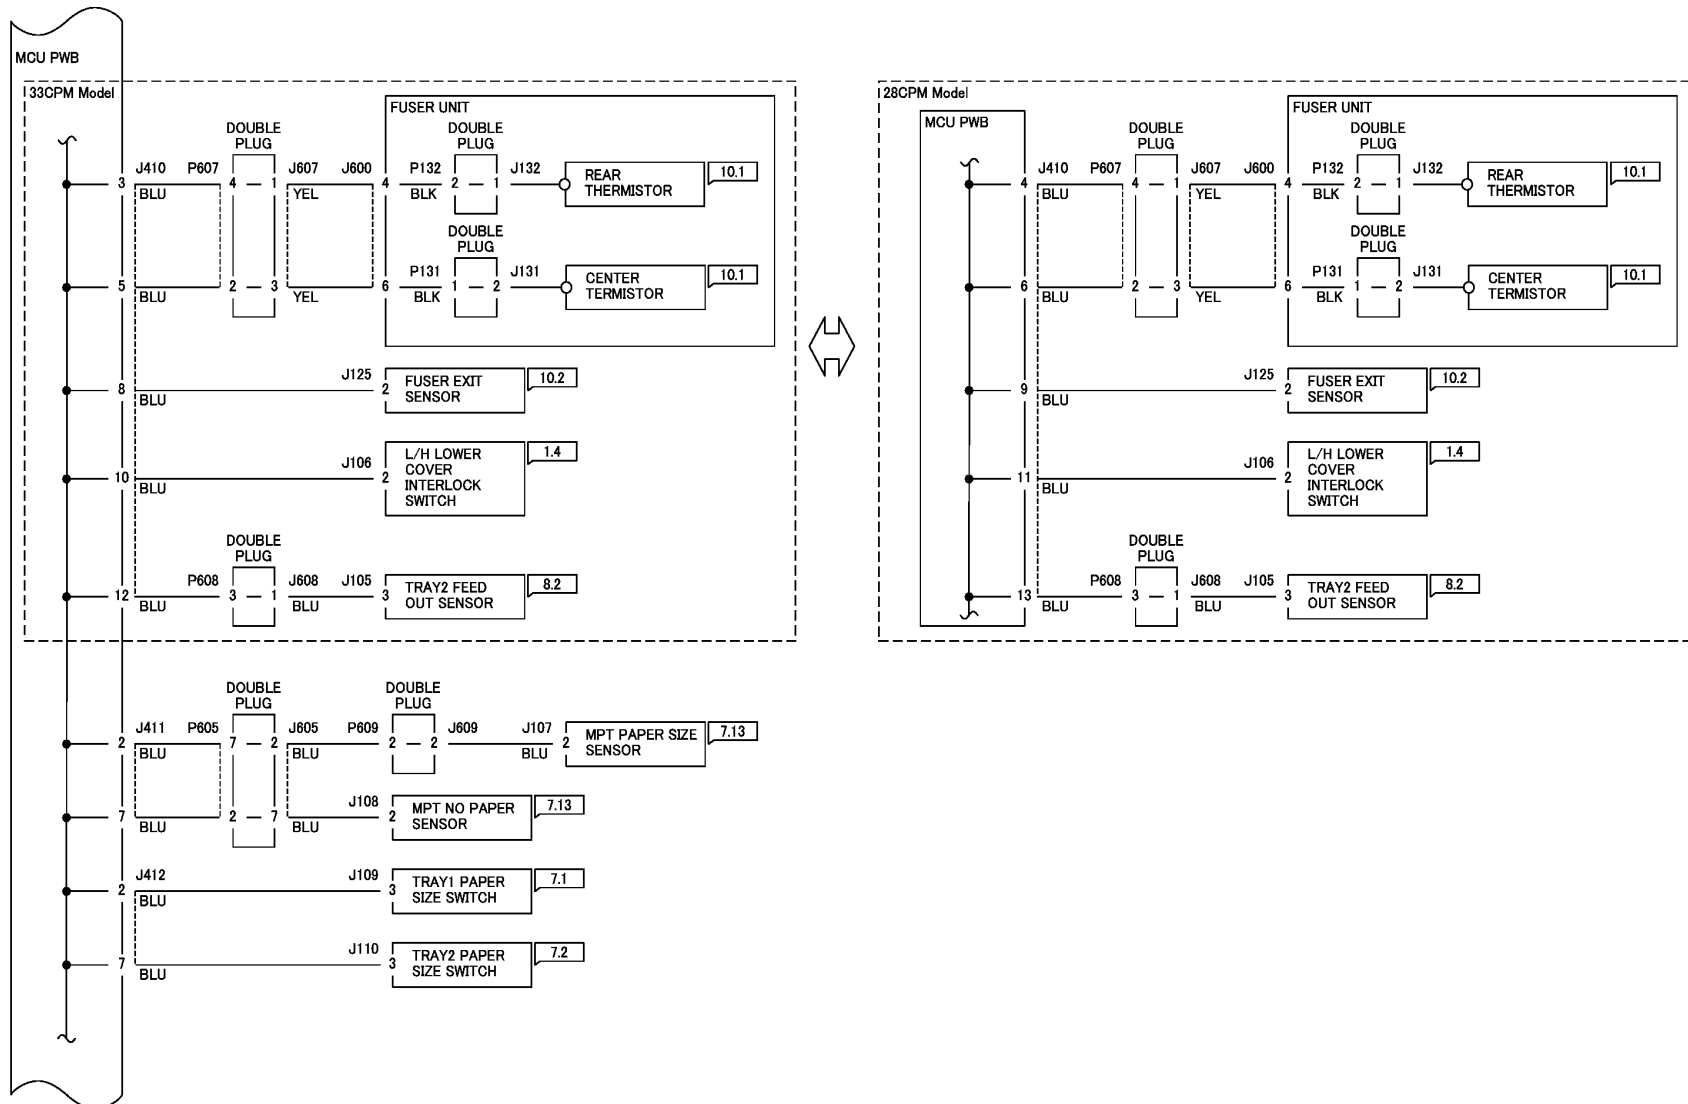 MCU PWB
33CPM Model
FUSER UNIT
DOUBLE
PLUG
DOUBLE
PLUG
3 J410 P607 4 - 1 J607 J600 4 P132 2 - 1 J132
BLU YEL BLK
REAR
THERMISTOR
10.1
DOUBLE
PLUG
5 2 - 3 6 P131 1 - 2 J131
BLU YEL BLK
CENTER
TERMISTOR
10.1
8 J125 2
BLU
FUSER EXIT
SENSOR
10.2
10 J106 2
BLU
L/H LOWER
COVER
INTERLOCK
SWITCH
1.4
DOUBLE
PLUG
12 P608 3 - 1 J608 J105 3
BLU BLU
TRAY2 FEED
OUT SENSOR
8.2
28CPM Model
MCU PWB
FUSER UNIT
DOUBLE
PLUG
DOUBLE
PLUG
4 J410 P607 4 - 1 J607 J600 4 P132 2 - 1 J132
BLU YEL BLK
REAR
THERMISTOR
10.1
DOUBLE
PLUG
6 2 - 3 6 P131 1 - 2 J131
BLU YEL BLK
CENTER
TERMISTOR
10.1
9 J125 2
BLU
FUSER EXIT
SENSOR
10.2
11 J106 2
BLU
L/H LOWER
COVER
INTERLOCK
SWITCH
1.4
DOUBLE
PLUG
13 P608 3 - 1 J608 J105 3
BLU BLU
TRAY2 FEED
OUT SENSOR
8.2
DOUBLE
PLUG
DOUBLE
PLUG
2 J411 P605 7 - 2 J605 P609 2 - 2 J609 J107 2
BLU BLU BLU
MPT PAPER SIZE
SENSOR
7.13
7 2 - 7 J108 2
BLU BLU
MPT NO PAPER
SENSOR
7.13
2 J412 J109 3
BLU
TRAY1 PAPER
SIZE SWITCH
7.1
7 J110 3
BLU
TRAY2 PAPER
SIZE SWITCH
7.2